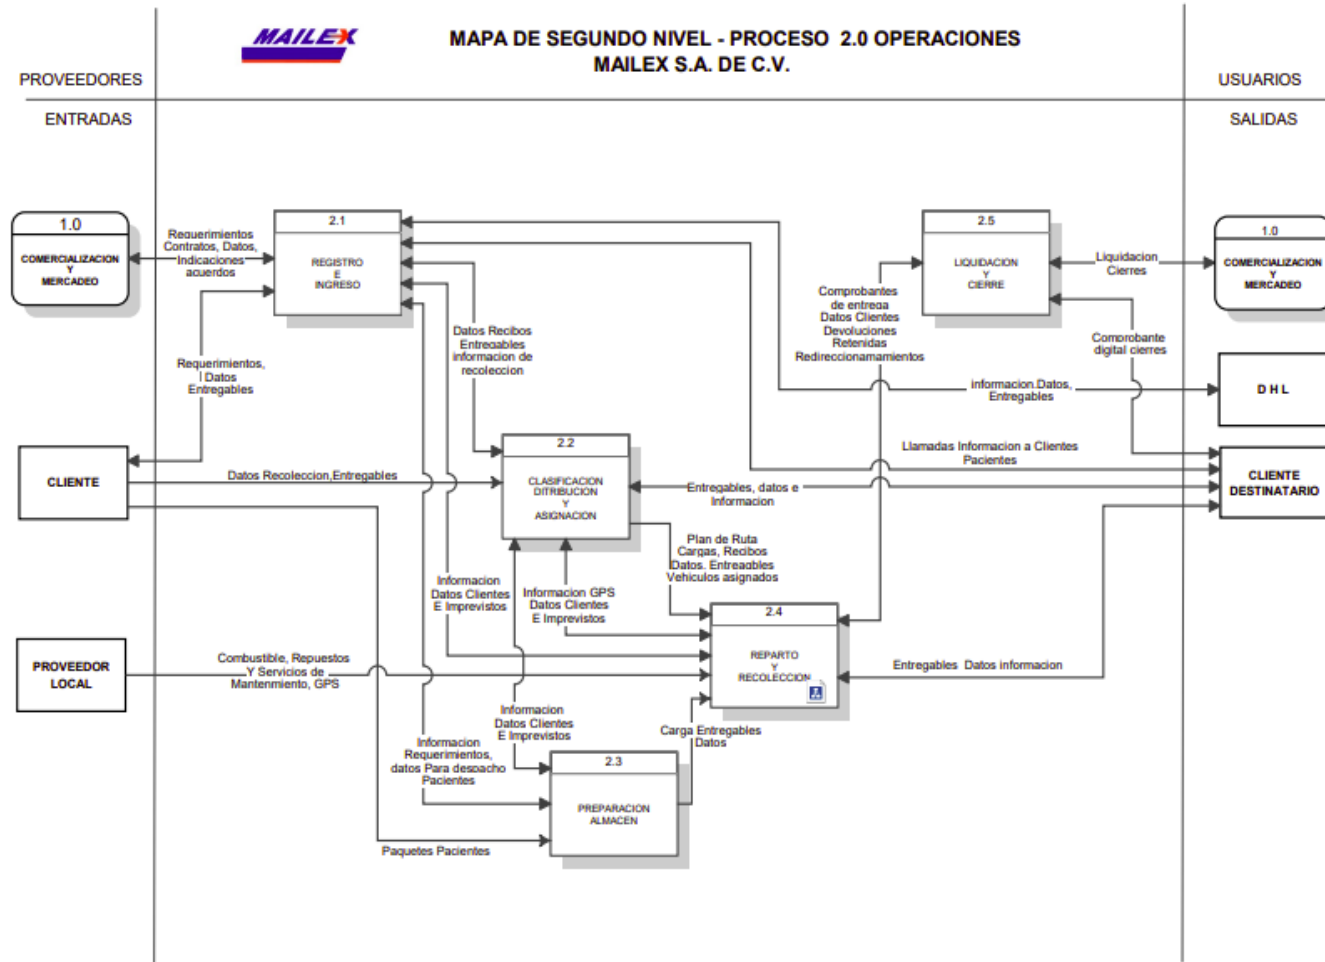 MAILEX
MAPA DE SEGUNDO NIVEL - PROCESO 2.0 OPERACIONES
MAILEX S.A. DE C.V.
PROVEEDORES
USUARIOS
ENTRADAS
SALIDAS
1.0
COMERCIALIZACION
Y
MERCADEO
Requerimientos
Contratos, Datos,
Indicaciones
acuerdos
2.1
REGISTRO
E
INGRESO
2.5
LIQUIDACION
Y
CIERRE
Liquidacion
Cierres
1.0
COMERCIALIZACION
Y
MERCADEO
Comprobantes
de entrega
Datos Clientes
Devoluciones
Retenidas
Redireccionamamientos
Datos Recibos
Entregables
informacion de
recoleccion
Comprobante
digital cierres
Requerimientos,
Datos
Entregables
informacion.Datos,
Entregables
D H L
CLIENTE
Datos Recoleccion,Entregables
2.2
CLASIFICACION
DITRIBUCION
Y
ASIGNACION
Llamadas Informacion a Clientes
Pacientes
Entregables, datos e
Informacion
CLIENTE
DESTINATARIO
Plan de Ruta
Cargas, Recibos
Datos. Entregables
Vehiculos asignados
Informacion
Datos Clientes
E Imprevistos
Informacion GPS
Datos Clientes
E Imprevistos
2.4
REPARTO
Y
RECOLECCION
PROVEEDOR
LOCAL
Combustible, Repuestos
Y Servicios de
Mantenmiento, GPS
Entregables Datos informacion
Informacion
Datos Clientes
E Imprevistos
Carga Entregables
Datos
Informacion
Requerimientos,
datos Para despacho
Pacientes
2.3
PREPARACION
ALMACEN
Paquetes Pacientes